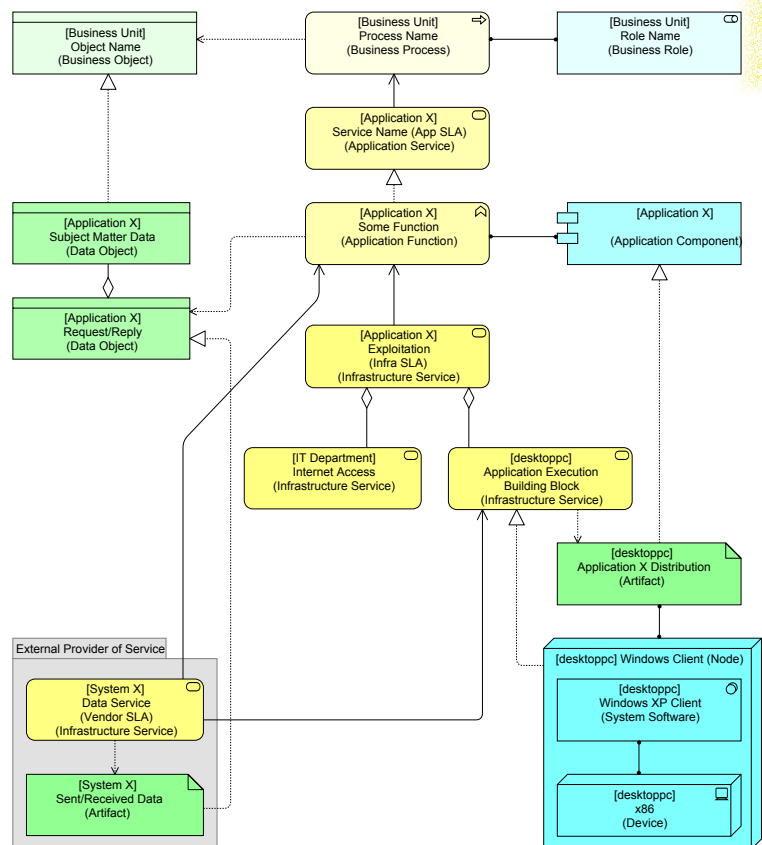 [Business Unit]
Object Name
(Business Object)
[Business Unit]
Process Name
(Business Process)
[Business Unit]
Role Name
(Business Role)
[Application X]
Service Name (App SLA)
(Application Service)
[Application X]
Subject Matter Data
(Data Object)
[Application X]
Some Function
(Application Function)
[Application X]
(Application Component)
[Application X]
Request/Reply
(Data Object)
[Application X]
Exploitation
(Infra SLA)
(Infrastructure Service)
[IT Department]
Internet Access
(Infrastructure Service)
[desktoppc]
Application Execution
Building Block
(Infrastructure Service)
[desktoppc]
Application X Distribution
(Artifact)
External Provider of Service
[System X]
Data Service
(Vendor SLA)
(Infrastructure Service)
[System X]
Sent/Received Data
(Artifact)
[desktoppc] Windows Client (Node)
[desktoppc]
Windows XP Client
(System Software)
[desktoppc]
x86
(Device)